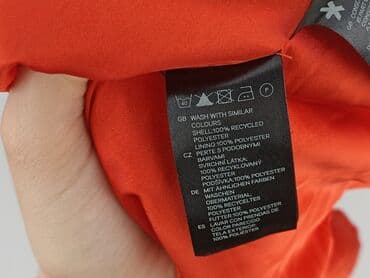 GB WASH WITH SIMILAR
COLOURS
SHELL:100% RECYCLED
POLYESTER
LINING:100% POLYESTER
CZ PERTE S PODOBNÝMI
BARVAMI
SVRCHNÍ LÁTKA:
100% RECYKLOVANÝ
POLYESTER
PODŠÍVKA:100% POLYESTER
DE MIT ÄHNLICHEN FARBEN
WASCHEN
OBERMATERIAL:
100% RECYCELTES
POLYESTER
FUTTER:100% POLYESTER
ES LAVAR CON PRENDAS DE
COLOR PARECIDO
TELA EXTERIOR:
100% POLIÉSTER